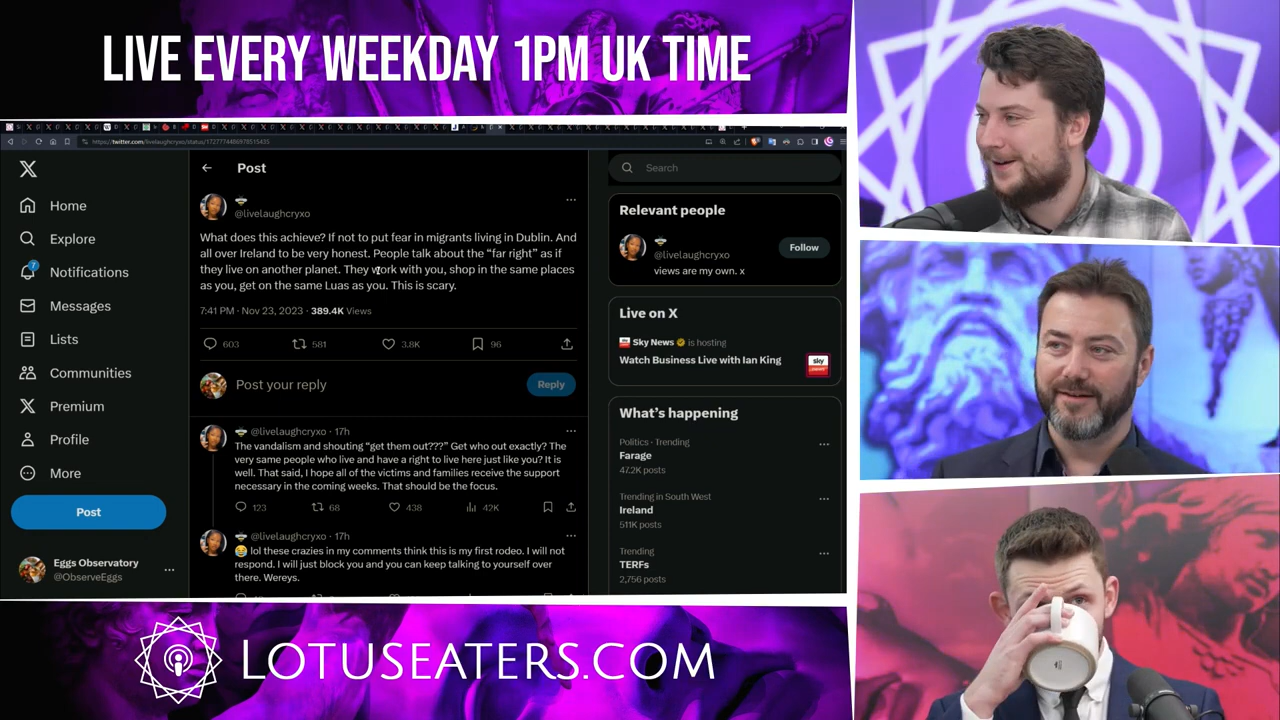 LIVE EVERY WEEKDAY 1PM UK TIME
https://twitter.com/livelaughcryxo/status/1727774486978515435
Post
Search
@livelaughcryxo
What does this achieve? If not to put fear in migrants living in Dublin. And
all over Ireland to be very honest. People talk about the “far right” as if
they live on another planet. They work with you, shop in the same places
as you, get on the same Luas as you. This is scary.
7:41 PM · Nov 23, 2023 · 389.4K Views
603 581 3.8K 96
Post your reply
Reply
@livelaughcryxo · 17h
The vandalism and shouting “get them out???” Get who out exactly? The
very same people who live and have a right to live here just like you? It is
well. That said, I hope all of the victims and families receive the support
necessary in the coming weeks. That should be the focus.
123 68 438 42K
@livelaughcryxo · 17h
😂 lol these crazies in my comments think this is my first rodeo. I will not
respond. I will just block you and you can keep talking to yourself over
there. Wereys.
Home
Explore
7
Notifications
Messages
Lists
Communities
Premium
Profile
More
Post
Eggs Observatory
@ObserveEggs
Relevant people
@livelaughcryxo
Follow
views are my own. x
Live on X
Sky News is hosting
Watch Business Live with Ian King
sky
What’s happening
Politics · Trending
Farage
47.2K posts
Trending in South West
Ireland
511K posts
Trending
TERFs
2,756 posts
LOTUSEATERS.COM